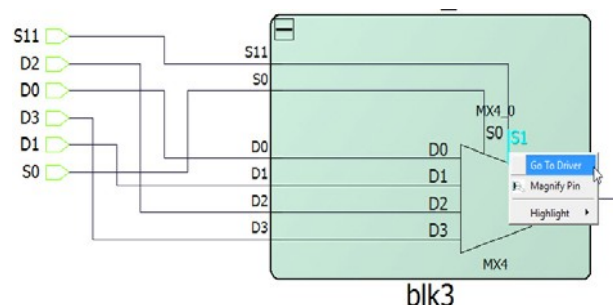 S11
D2
D0
D3
D1
S0
S11
S0
D0
D1
D2
D3
MX4_0
S0 S1
D0
D1
D2
D3
MX4
Go To Driver
Magnify Pin
Highlight
blk3